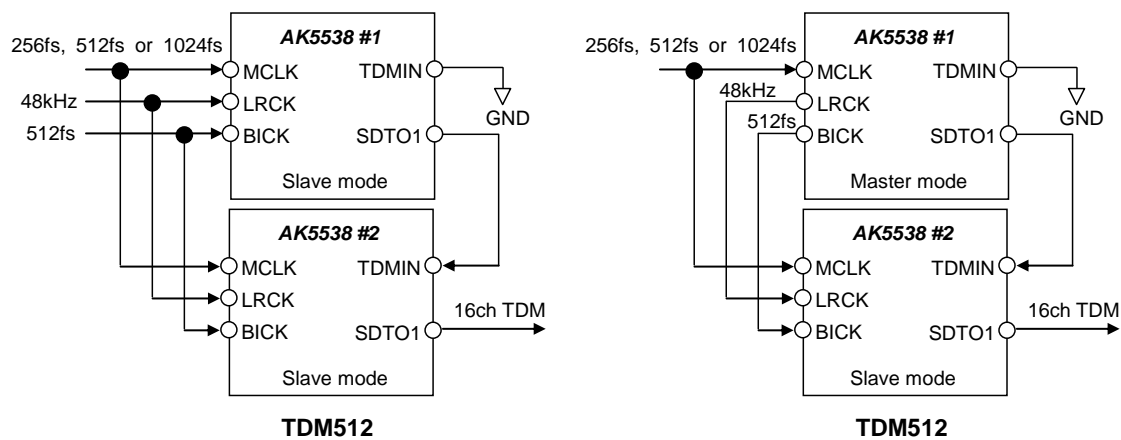 AK5538 #1
256fs, 512fs or 1024fs
MCLK
TDMIN
48kHz
LRCK
GND
512fs
BICK
SDTO1
Slave mode
AK5538 #2
MCLK
TDMIN
LRCK
16ch TDM
BICK
SDTO1
Slave mode
TDM512
AK5538 #1
256fs, 512fs or 1024fs
MCLK
TDMIN
48kHz
LRCK
GND
512fs
BICK
SDTO1
Master mode
AK5538 #2
MCLK
TDMIN
LRCK
16ch TDM
BICK
SDTO1
Slave mode
TDM512